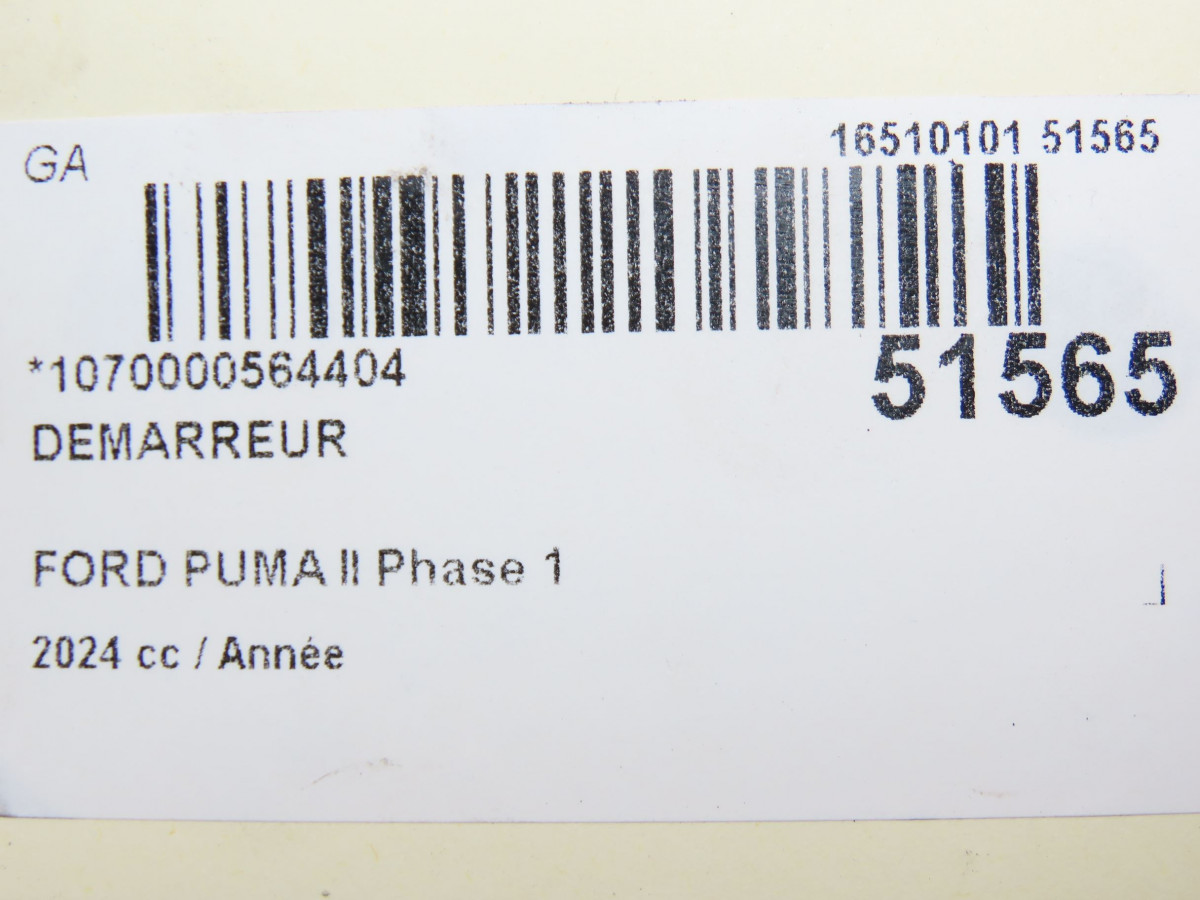 GA
16510101 51565
*1070000564404
51565
DEMARREUR
FORD PUMA II Phase 1
2024 cc / Année